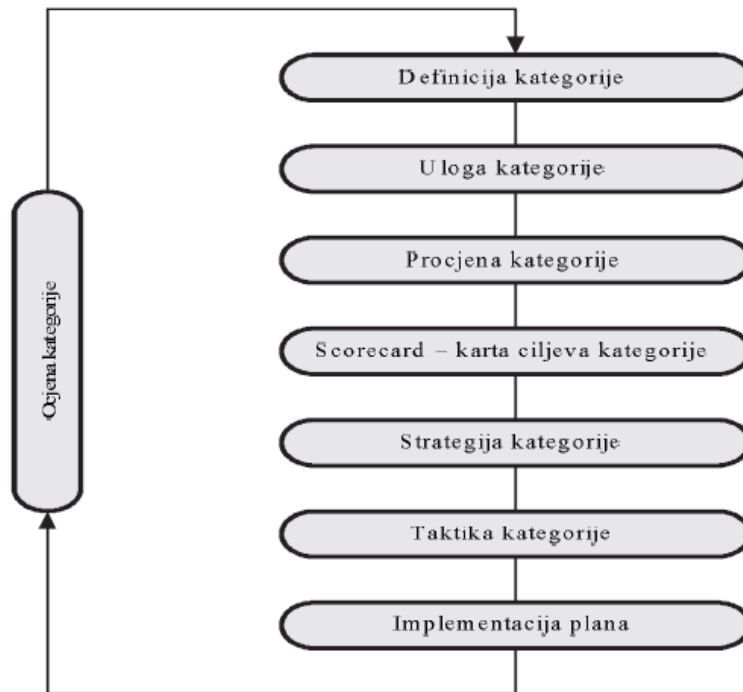 Definicija kategorije
Uloga kategorije
Procjena kategorije
Scorecard – karta ciljeva kategorije
Strategija kategorije
Taktika kategorije
Implementacija plana
Ocjena kategorije